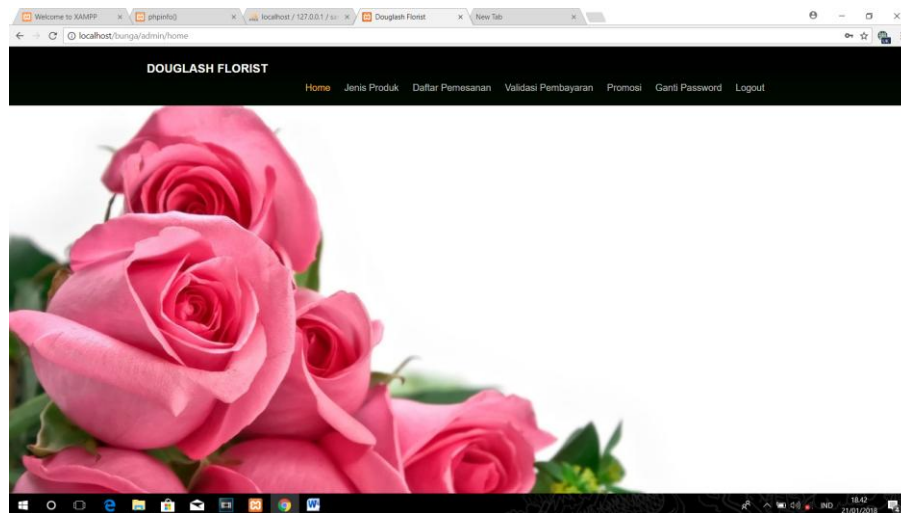 Welcome to XAMPP phpinfo() localhost / 127.0.0.1 Douglash Florist New Tab
localhost/bunga/admin/home
DOUGLASH FLORIST
Home Jenis Produk Daftar Pemesanan Validasi Pembayaran Promosi Ganti Password Logout
IND 18.42
21/01/2018